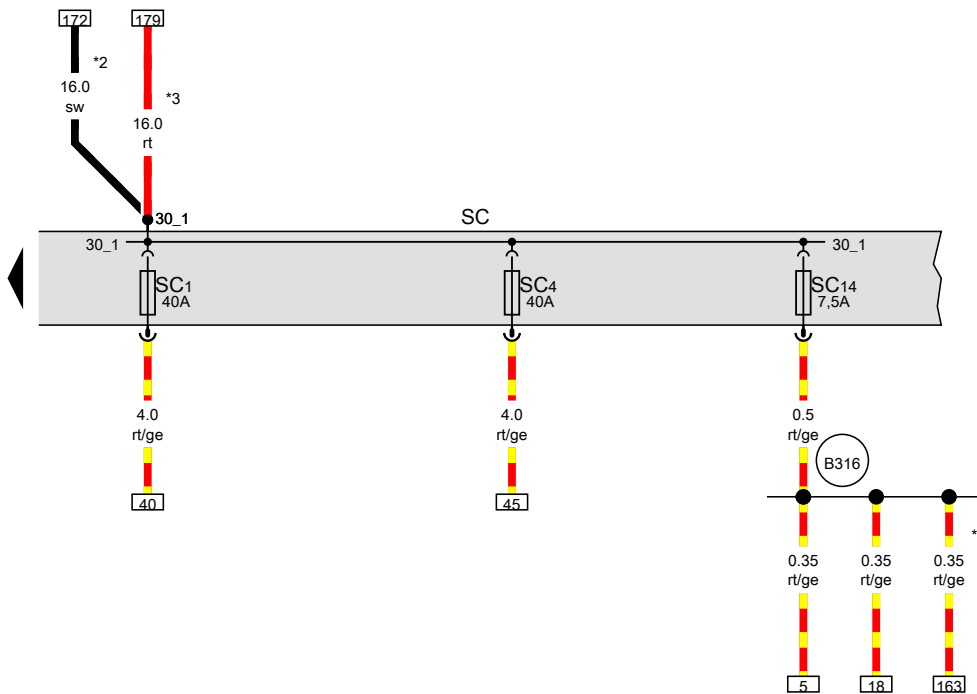 172
179
*2
16.0
sw
*3
16.0
rt
30_1
SC
30_1
30_1
SC1
40A
SC4
40A
SC14
7,5A
4.0
rt/ge
4.0
rt/ge
0.5
rt/ge
B316
40
45
*
0.35
rt/ge
0.35
rt/ge
0.35
rt/ge
5
18
163